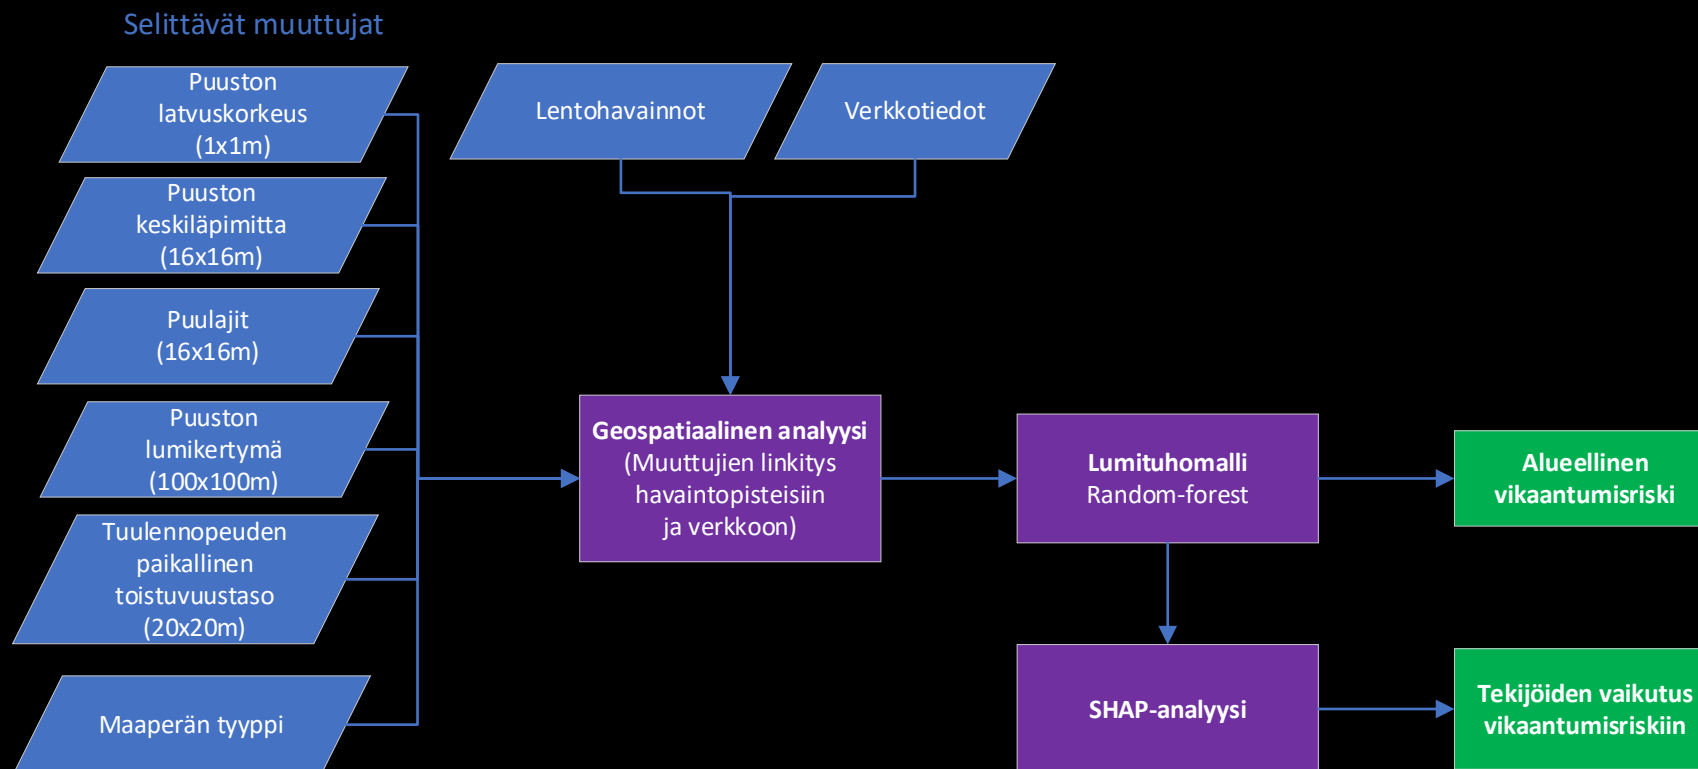 Selittävät muuttujat
Puuston
latvuskorkeus
(1x1m)
Puuston
keskiläpimitta
(16x16m)
Puulajit
(16x16m)
Puuston
lumikertymä
(100x100m)
Tuulennopeuden
paikallinen
toistuvuustaso
(20x20m)
Maaperän tyyppi
Lentohavainnot
Verkkotiedot
Geospatiaalinen analyysi
(Muuttujien linkitys
havaintopisteisiin
ja verkkoon)
Lumituhomalli
Random-forest
Alueellinen
vikaantumisriski
SHAP-analyysi
Tekijöiden vaikutus
vikaantumisriskiin